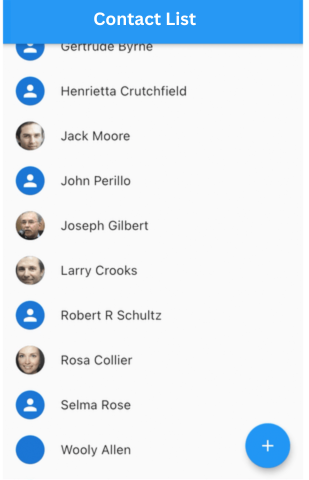 Contact List
Gertrude Byrne
Henrietta Crutchfield
Jack Moore
John Perillo
Joseph Gilbert
Larry Crooks
Robert R Schultz
Rosa Collier
Selma Rose
Wooly Allen
+